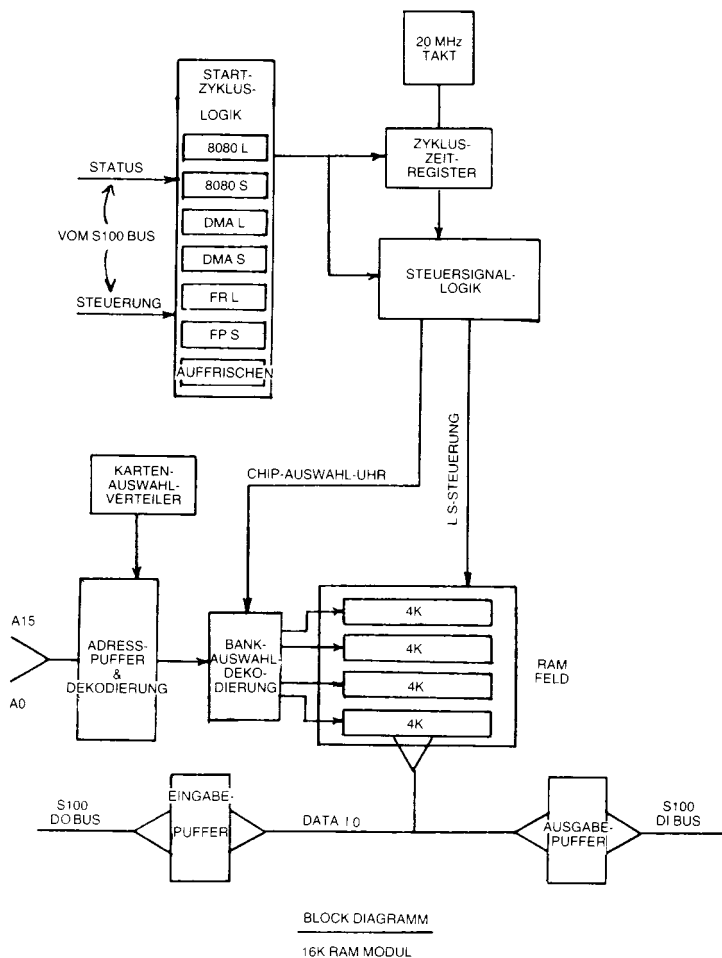 20 MHz
TAKT
START-
ZYKLUS-
LOGIK
8080 L
8080 S
DMA L
DMA S
FR L
FP S
AUFFRISCHEN
STATUS
VOM S100 BUS
STEUERUNG
ZYKLUS-
ZEIT-
REGISTER
STEUERSIGNAL-
LOGIK
KARTEN-
AUSWAHL-
VERTEILER
CHIP-AUSWAHL-UHR
L S-STEUERUNG
A15
A0
ADRESS-
PUFFER
&
DEKODIERUNG
BANK-
AUSWAHL-
DEKO-
DIERUNG
4K
4K
4K
4K
RAM
FELD
S100
DO BUS
EINGABE-
PUFFER
DATA I 0
AUSGABE-
PUFFER
S100
DI BUS
BLOCK DIAGRAMM
16K RAM MODUL